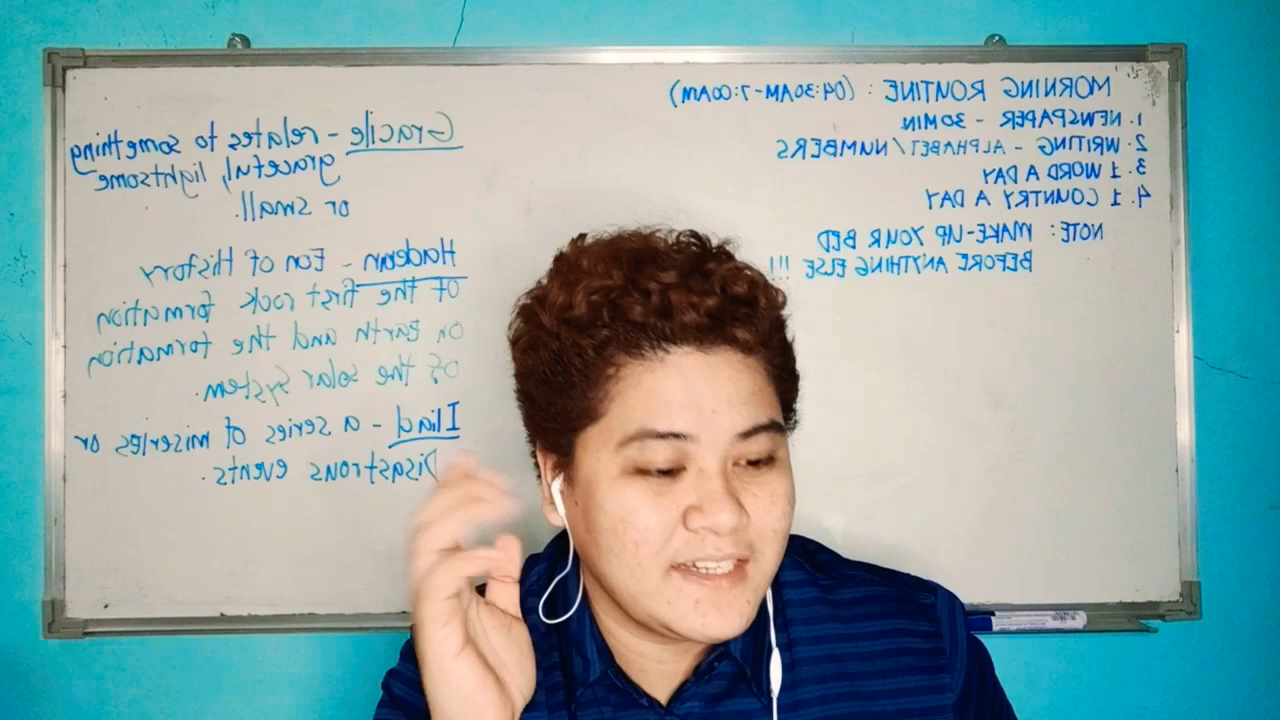 MORNING ROUTINE : (04:30AM-7:00AM)
1. NEWSPAPER - 30MIN
2. WRITING - ALPHABET/NUMBERS
3. 1 WORD A DAY
4. 1 COUNTRY A DAY
NOTE: MAKE-UP YOUR BED
BEFORE ANYTHING ELSE !!!
Gracile - relates to something
graceful, lightsome
or small.
Hadean - Eon of History
of the first rock formation
on Earth and the formation
of the solar system.
Iliad - a series of miseries or
Disastrous events.